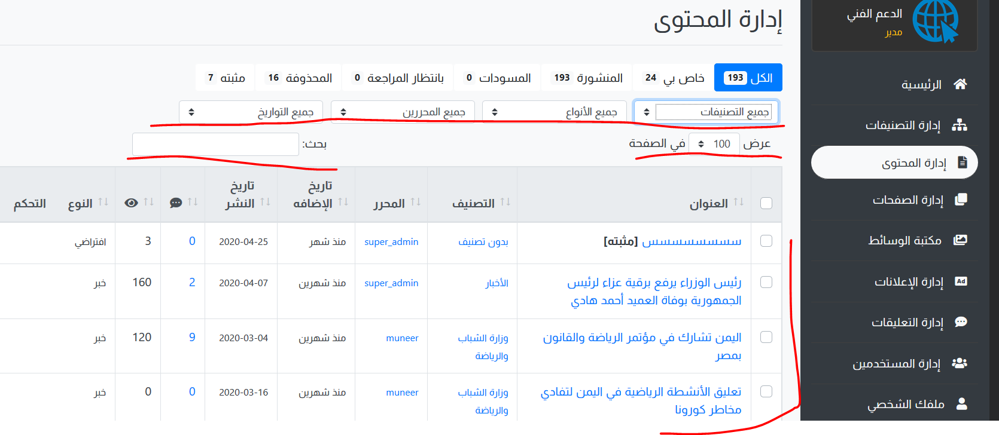 الدعم الفني
مدير
الرئيسية
إدارة التصنيفات
إدارة المحتوى
إدارة الصفحات
مكتبة الوسائط
Ad إدارة الإعلانات
إدارة التعليقات
إدارة المستخدمين
ملفك الشخصي
إدارة المحتوى
الكل 193 خاص بي 24 المنشورة 193 المسودات 0 بانتظار المراجعة 0 المحذوفة 16 مثبته 7
جميع التصنيفات جميع الأنواع جميع المحررين جميع التواريخ
عرض 100 في الصفحة بحث:
العنوان التصنيف المحرر تاريخ الإضافه تاريخ النشر النوع التحكم
سسسسسسسسس [مثبته] بدون تصنيف super_admin منذ شهر 2020-04-25 0 3 افتراضي
رئيس الوزراء يرفع برقية عزاء لرئيس الأخبار super_admin منذ شهرين 2020-04-07 2 160 خبر
الجمهورية بوفاة العميد أحمد هادي
اليمن تشارك في مؤتمر الرياضة والقانون وزارة الشباب muneer منذ شهرين 2020-03-04 9 120 خبر
بمصر والرياضة
تعليق الأنشطة الرياضية في اليمن لتفادي وزارة الشباب muneer منذ شهرين 2020-03-16 0 0 خبر
مخاطر كورونا والرياضة